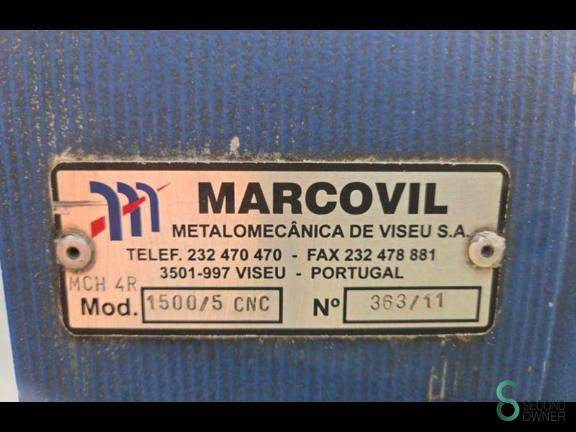 MARCOVIL
METALOMECÂNICA DE VISEU S.A.
TELEF. 232 470 470 - FAX 232 478 881
3501-997 VISEU - PORTUGAL
MCH 4R
Mod. 1500/5 CNC Nº 363/11
SECOND
OWNER